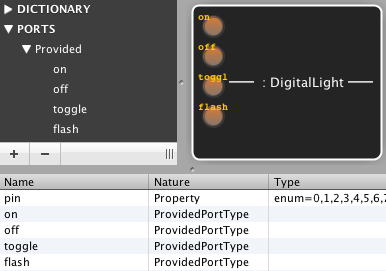 DICTIONARY
PORTS
Provided
on
off
toggle
flash
+ −
on
off
toggl
flash
: DigitalLight
Name Nature Type
pin Property enum=0,1,2,3,4,5,6,7
on ProvidedPortType
off ProvidedPortType
toggle ProvidedPortType
flash ProvidedPortType